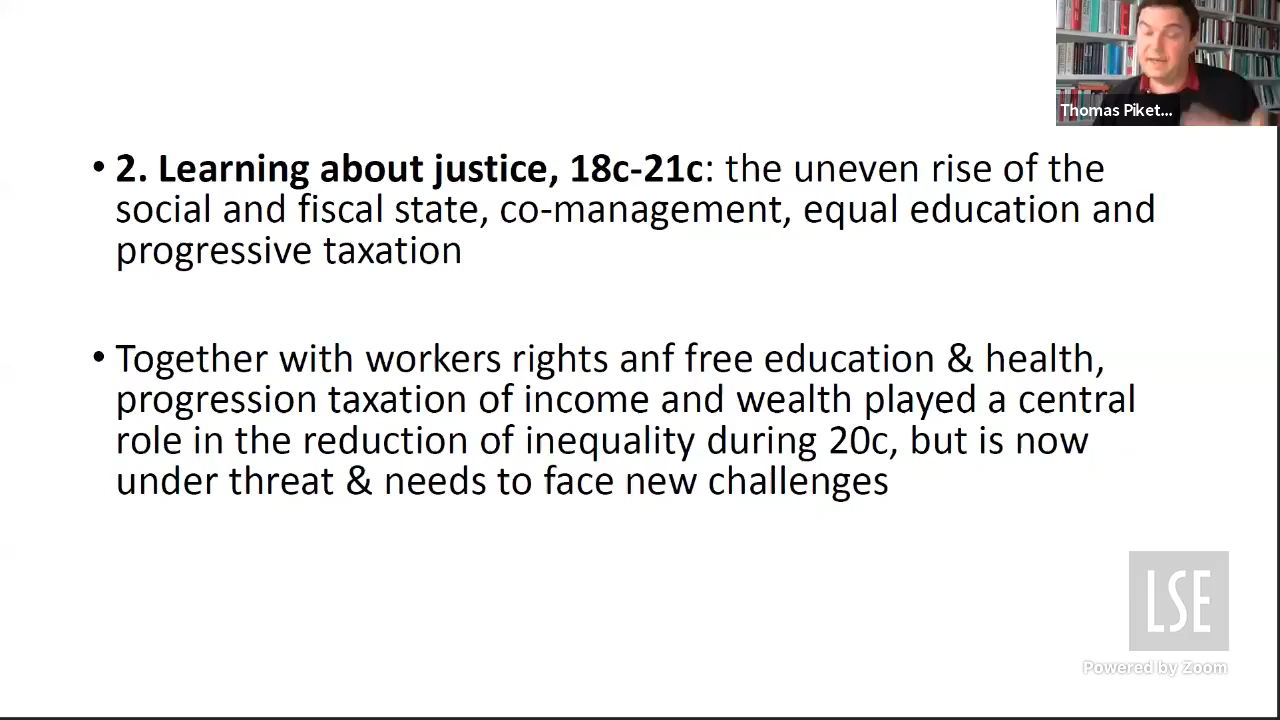 Thomas Piket...
• 2. Learning about justice, 18c-21c: the uneven rise of the
social and fiscal state, co-management, equal education and
progressive taxation
• Together with workers rights anf free education & health,
progression taxation of income and wealth played a central
role in the reduction of inequality during 20c, but is now
under threat & needs to face new challenges
LSE
Powered by Zoom